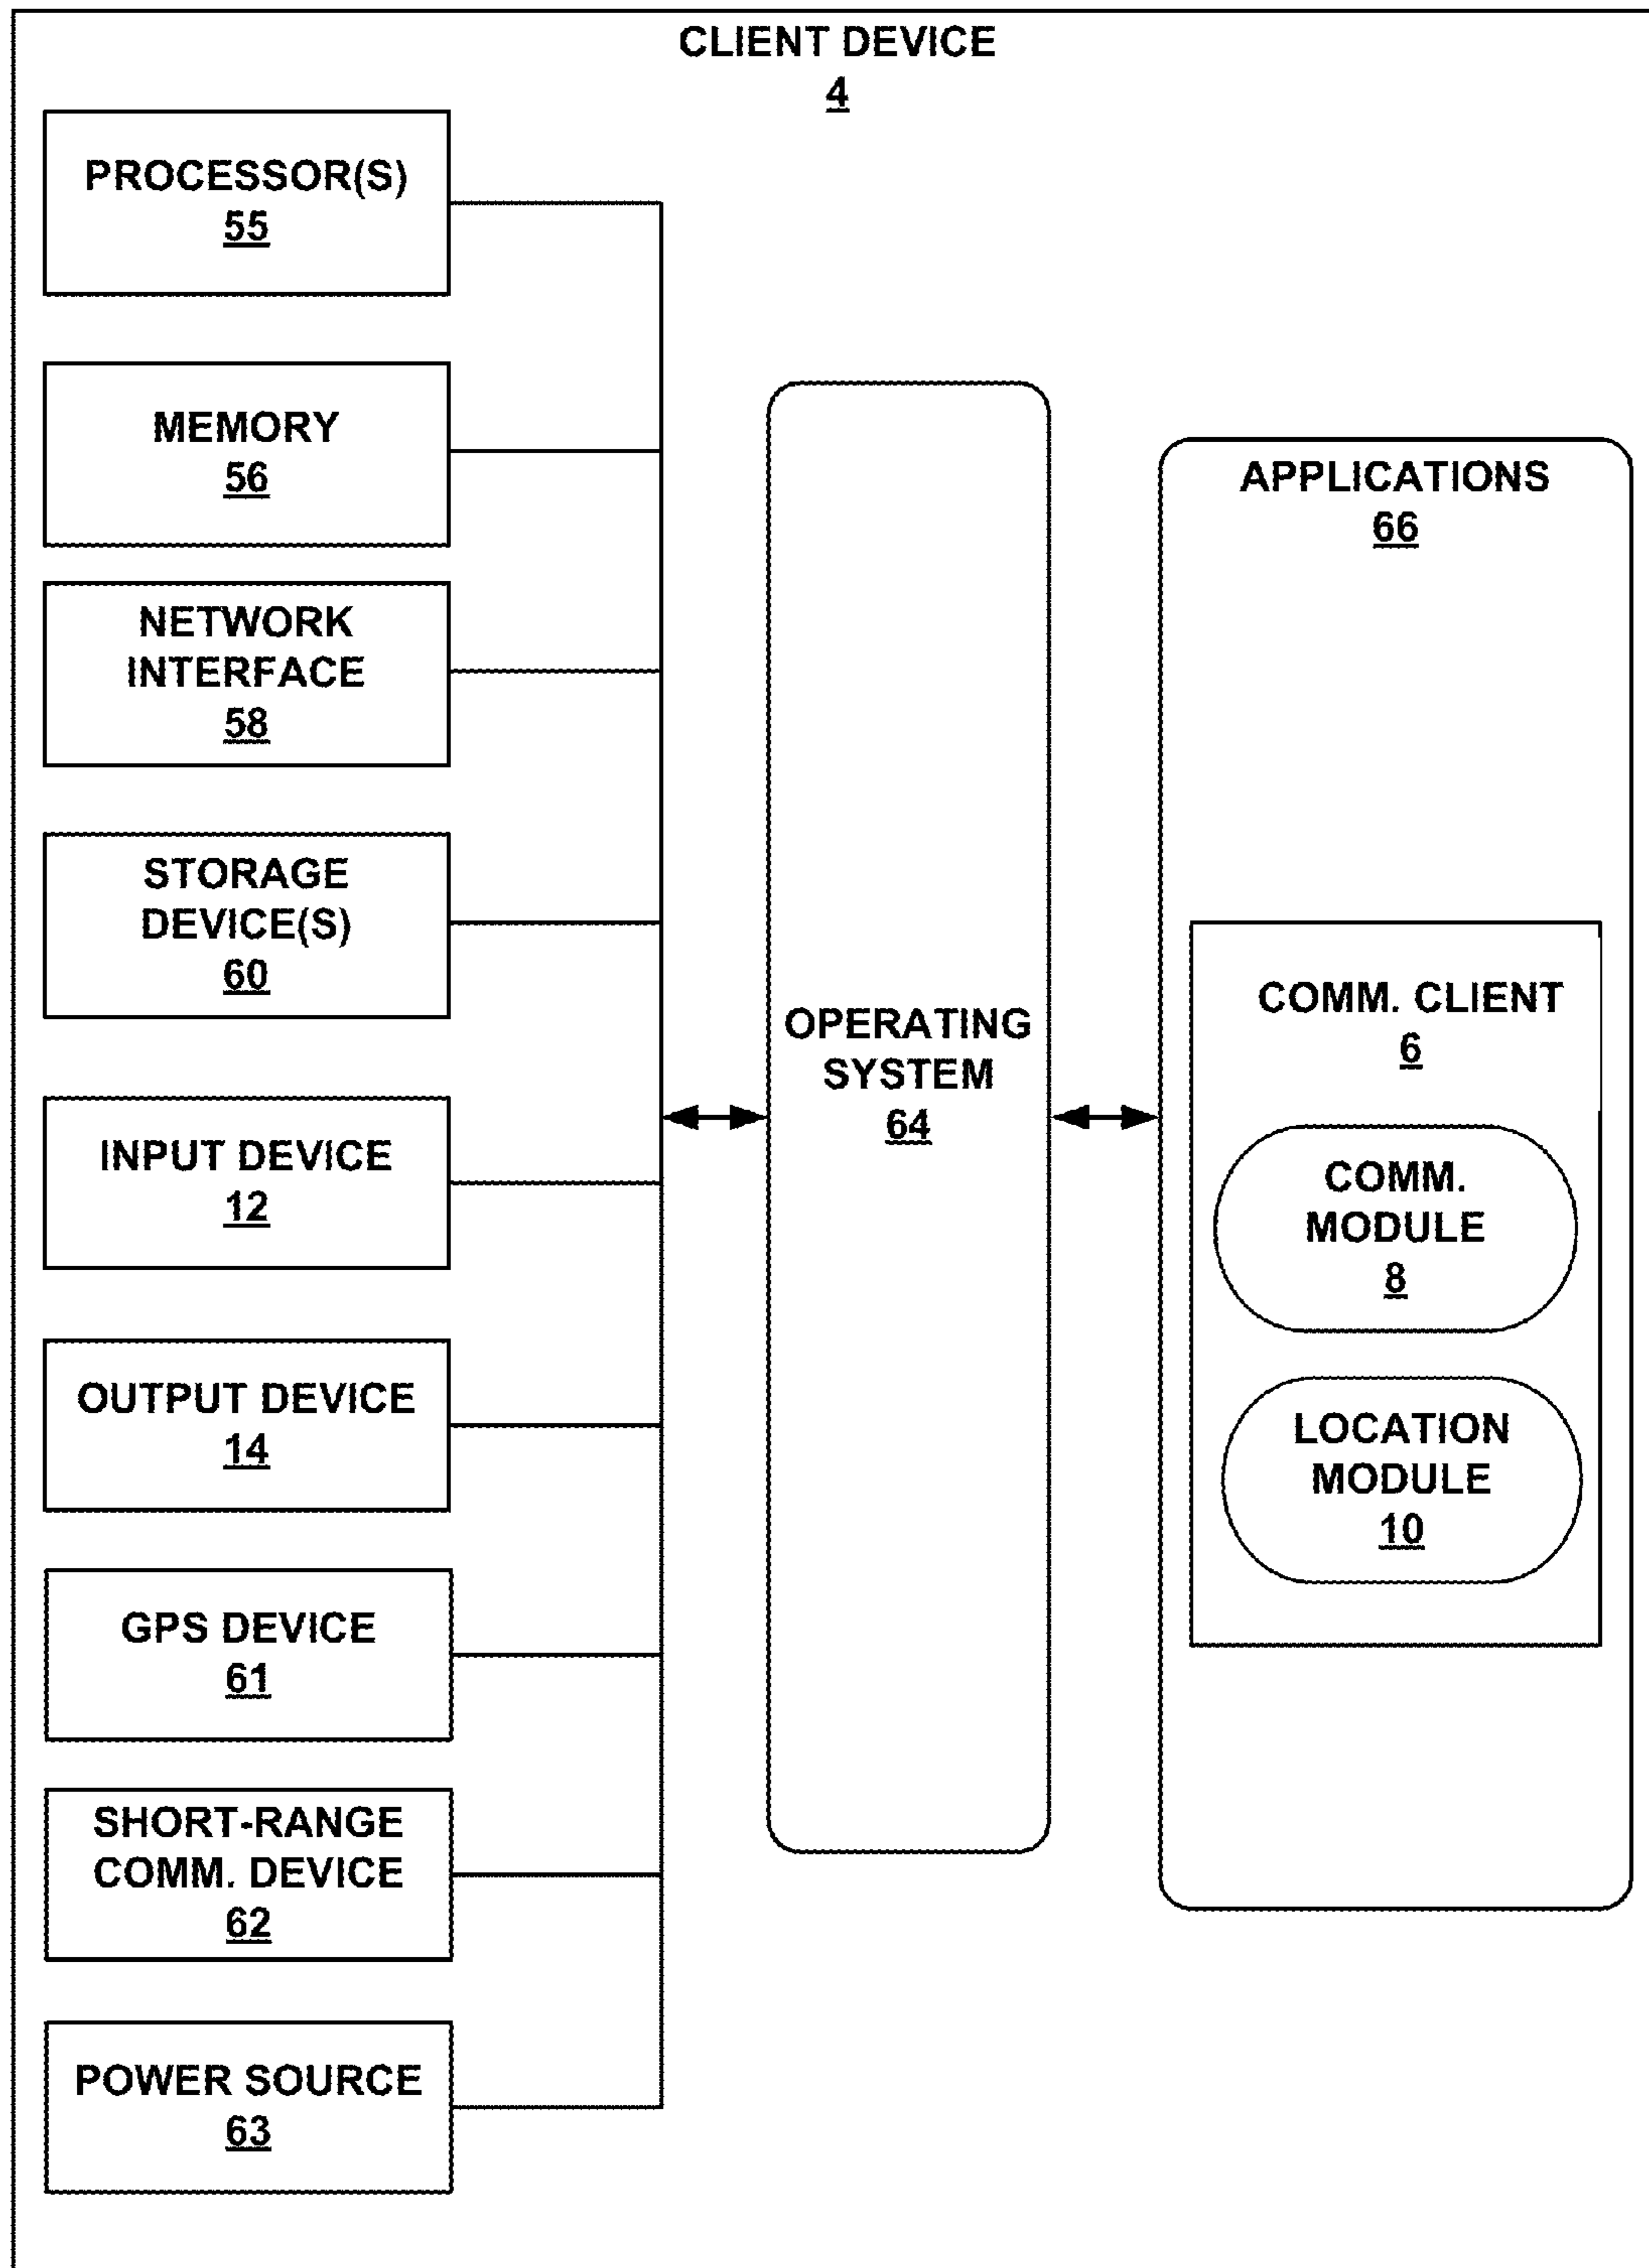 CLIENT DEVICE
4
PROCESSOR(S)
55
MEMORY
56
NETWORK
INTERFACE
58
STORAGE
DEVICE(S)
60
INPUT DEVICE
12
OUTPUT DEVICE
14
GPS DEVICE
61
SHORT-RANGE
COMM. DEVICE
62
POWER SOURCE
63
OPERATING
SYSTEM
64
APPLICATIONS
66
COMM. CLIENT
6
COMM.
MODULE
8
LOCATION
MODULE
10